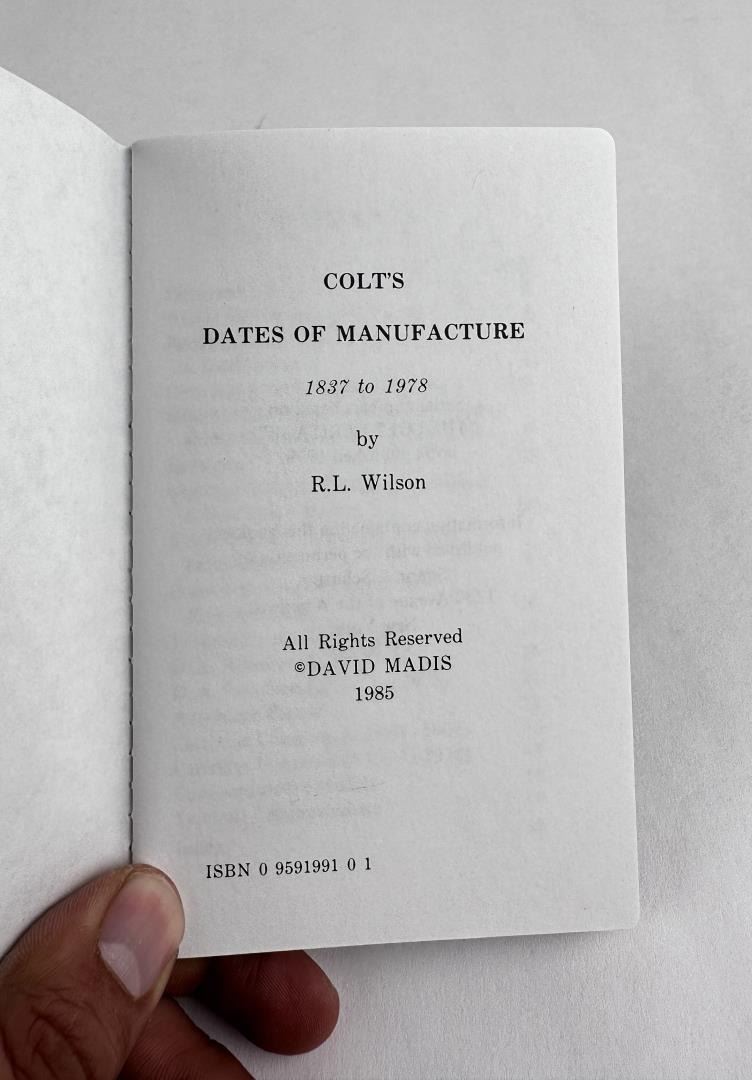 COLT'S
DATES OF MANUFACTURE
1837 to 1978
by
R.L. Wilson
All Rights Reserved
©DAVID MADIS
1985
ISBN 0 9591991 0 1